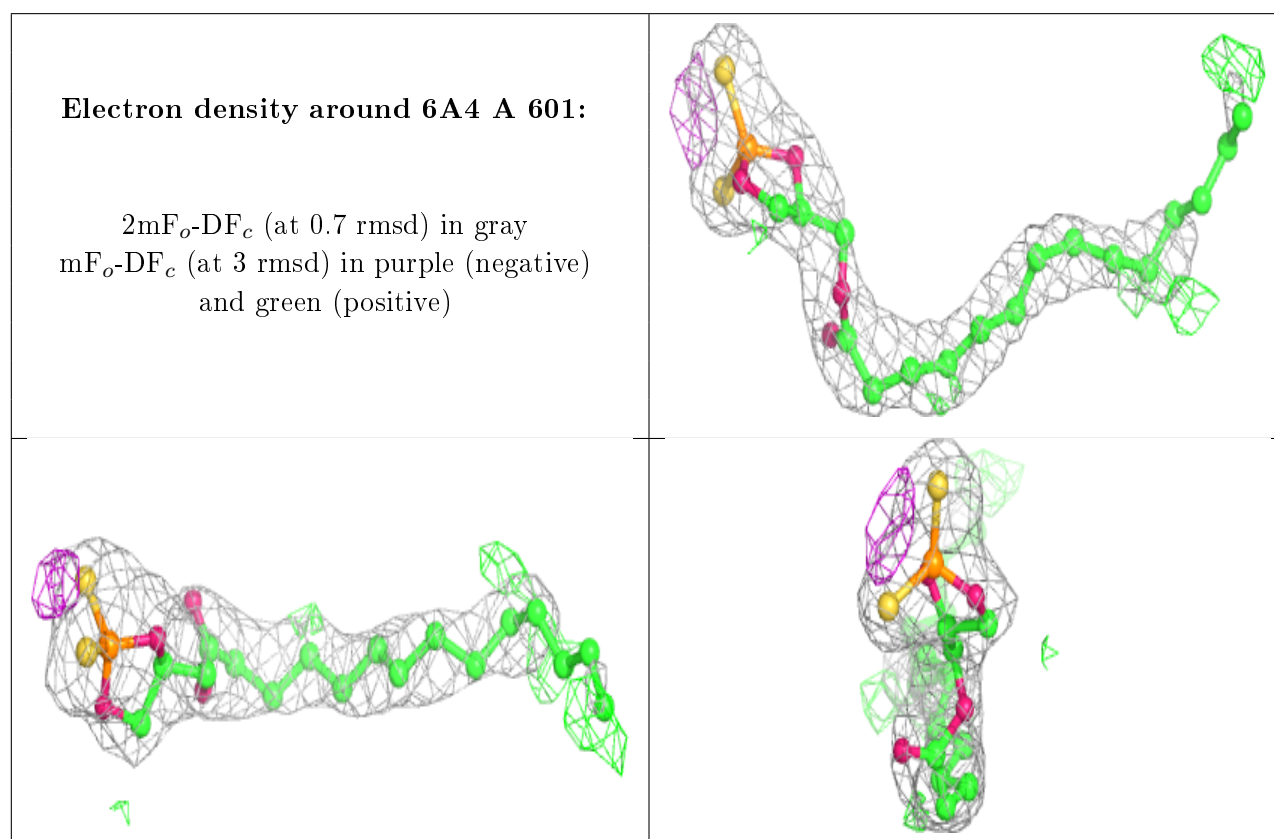 Electron density around 6A4 A 601:
2mFₒ-DF𝒸 (at 0.7 rmsd) in gray
mFₒ-DF𝒸 (at 3 rmsd) in purple (negative)
and green (positive)